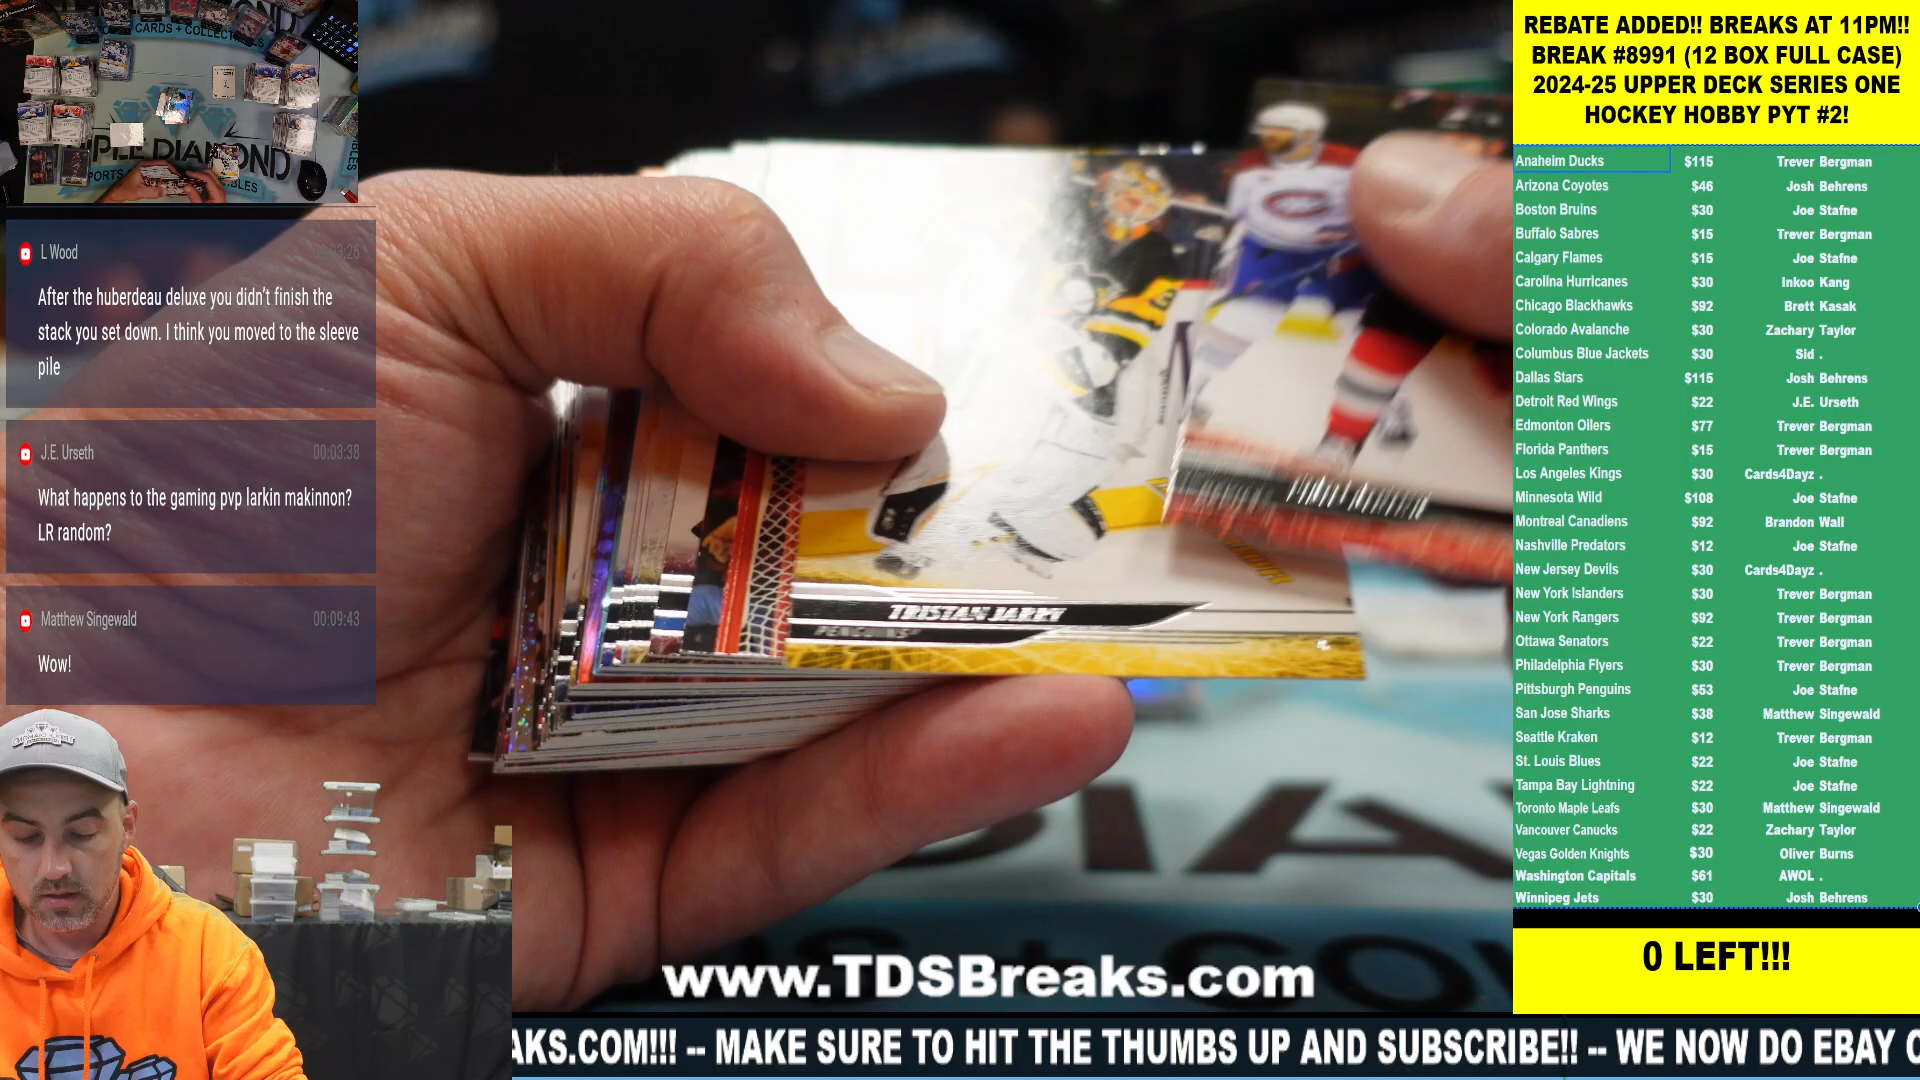 CARDS + COLLECTIBLES
PLE DIAMOND
L Wood
00:03:26
After the huberdeau deluxe you didn't finish the
stack you set down. I think you moved to the sleeve
pile
J.E. Urseth
00:03:38
What happens to the gaming pvp larkin makinnon?
LR random?
Matthew Singewald
00:09:43
Wow!
TRISTAN JARRY
PENGUINS
www.TDSBreaks.com
AKS.COM!!! -- MAKE SURE TO HIT THE THUMBS UP AND SUBSCRIBE!! -- WE NOW DO EBAY
REBATE ADDED!! BREAKS AT 11PM!!
BREAK #8991 (12 BOX FULL CASE)
2024-25 UPPER DECK SERIES ONE
HOCKEY HOBBY PYT #2!
Anaheim Ducks $115 Trever Bergman
Arizona Coyotes $46 Josh Behrens
Boston Bruins $30 Joe Stafne
Buffalo Sabres $15 Trever Bergman
Calgary Flames $15 Joe Stafne
Carolina Hurricanes $30 Inkoo Kang
Chicago Blackhawks $92 Brett Kasak
Colorado Avalanche $30 Zachary Taylor
Columbus Blue Jackets $30 Sid .
Dallas Stars $115 Josh Behrens
Detroit Red Wings $22 J.E. Urseth
Edmonton Oilers $77 Trever Bergman
Florida Panthers $15 Trever Bergman
Los Angeles Kings $30 Cards4Dayz .
Minnesota Wild $108 Joe Stafne
Montreal Canadiens $92 Brandon Wall
Nashville Predators $12 Joe Stafne
New Jersey Devils $30 Cards4Dayz .
New York Islanders $30 Trever Bergman
New York Rangers $92 Trever Bergman
Ottawa Senators $22 Trever Bergman
Philadelphia Flyers $30 Trever Bergman
Pittsburgh Penguins $53 Joe Stafne
San Jose Sharks $38 Matthew Singewald
Seattle Kraken $12 Trever Bergman
St. Louis Blues $22 Joe Stafne
Tampa Bay Lightning $22 Joe Stafne
Toronto Maple Leafs $30 Matthew Singewald
Vancouver Canucks $22 Zachary Taylor
Vegas Golden Knights $30 Oliver Burns
Washington Capitals $61 AWOL .
Winnipeg Jets $30 Josh Behrens
0 LEFT!!!